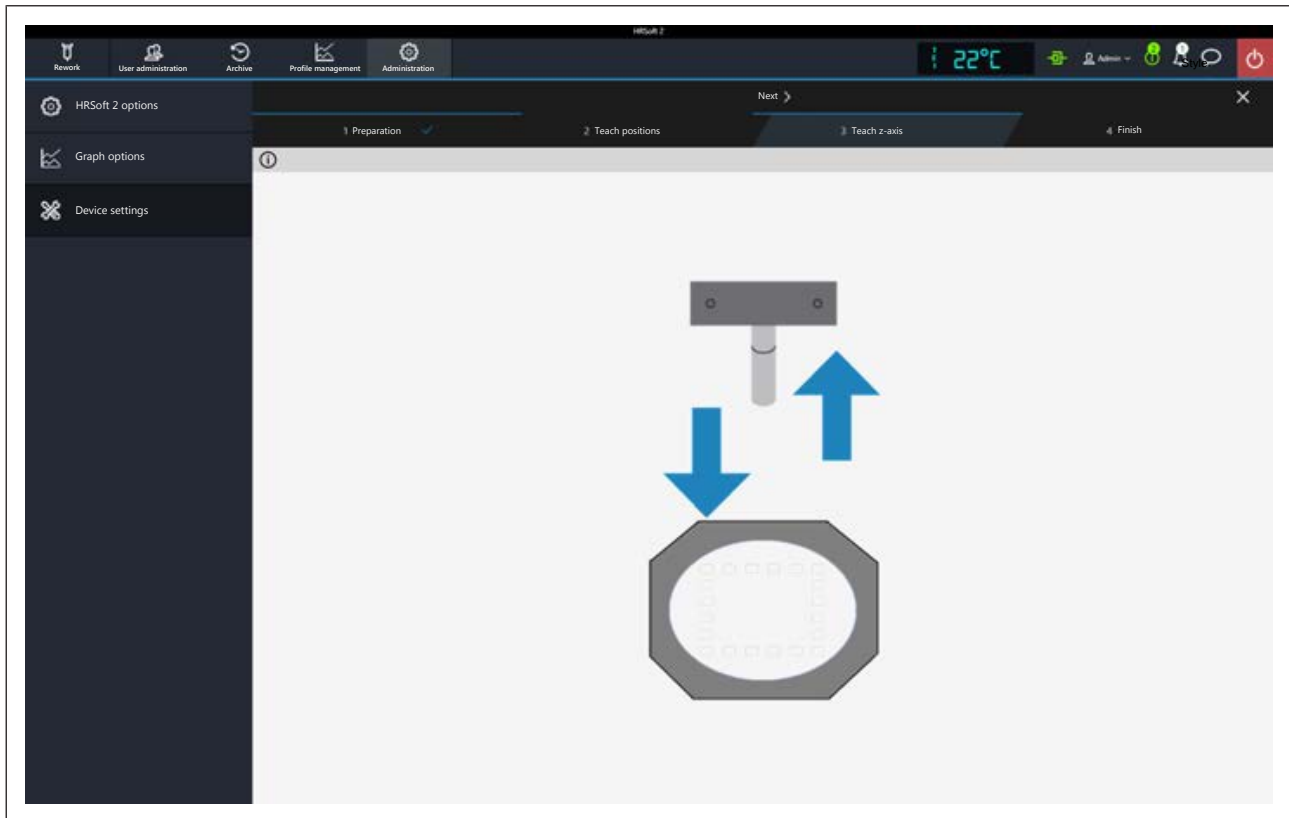 HRSoft 2
Rework
User administration
Archive
Profile management
Administration
22°C
Admin
2
HRSoft 2 options
Next
1 Preparation
2 Teach positions
3 Teach z-axis
4 Finish
Graph options
Device settings